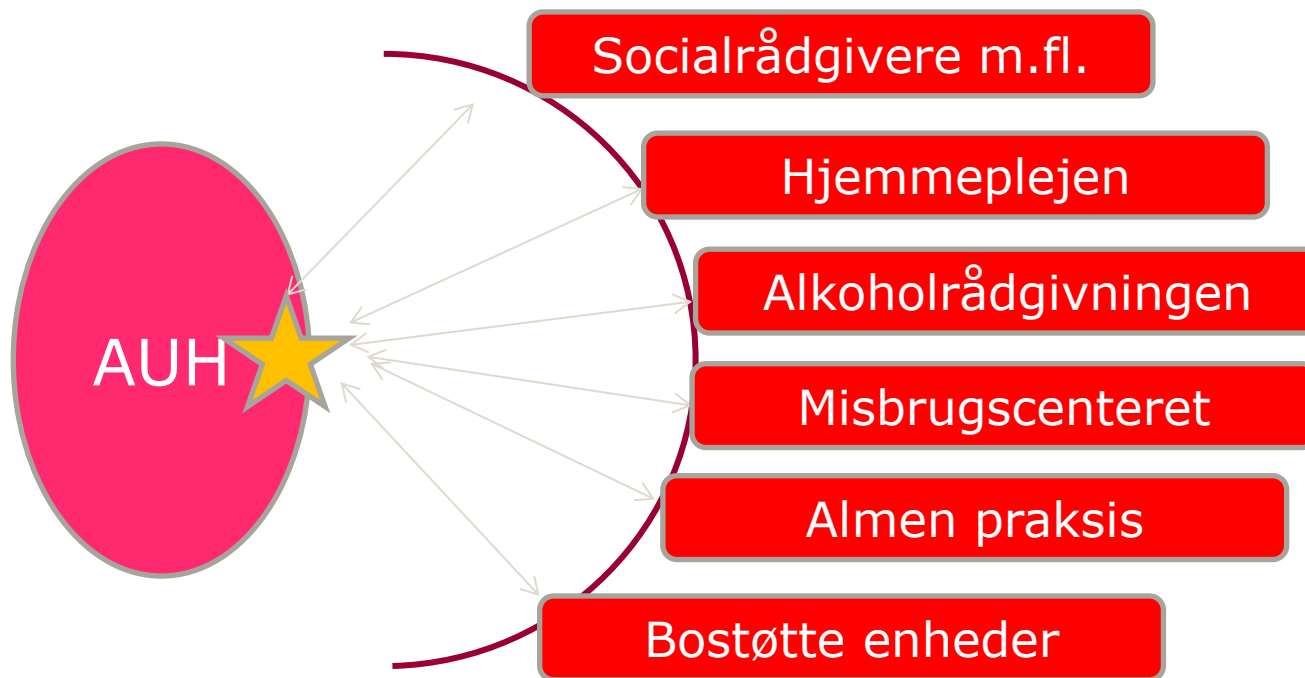 Socialrådgivere m.fl.
Hjemmeplejen
Alkoholrådgivningen
AUH
Misbrugscenteret
Almen praksis
Bostøtte enheder